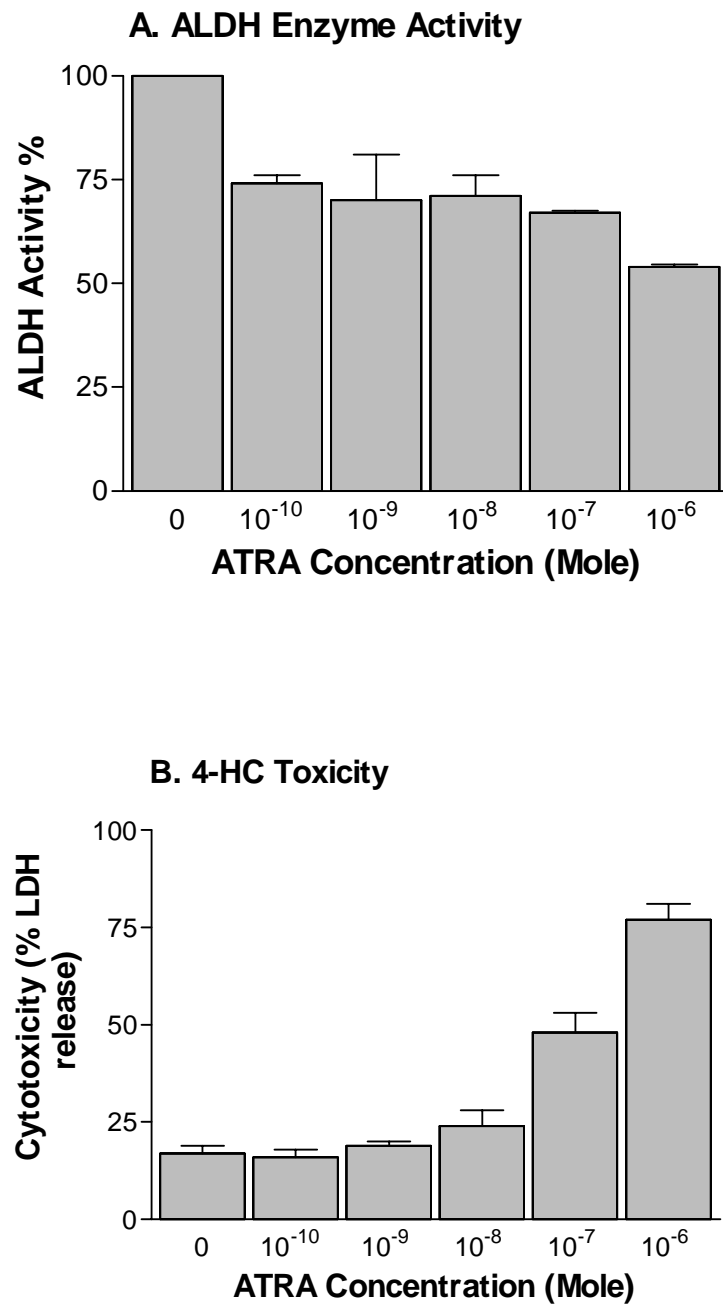 A. ALDH Enzyme Activity
ALDH Activity %
100
75
50
25
0
0 10⁻¹⁰ 10⁻⁹ 10⁻⁸ 10⁻⁷ 10⁻⁶
ATRA Concentration (Mole)
B. 4-HC Toxicity
Cytotoxicity (% LDH
release)
100
75
50
25
0
0 10⁻¹⁰ 10⁻⁹ 10⁻⁸ 10⁻⁷ 10⁻⁶
ATRA Concentration (Mole)